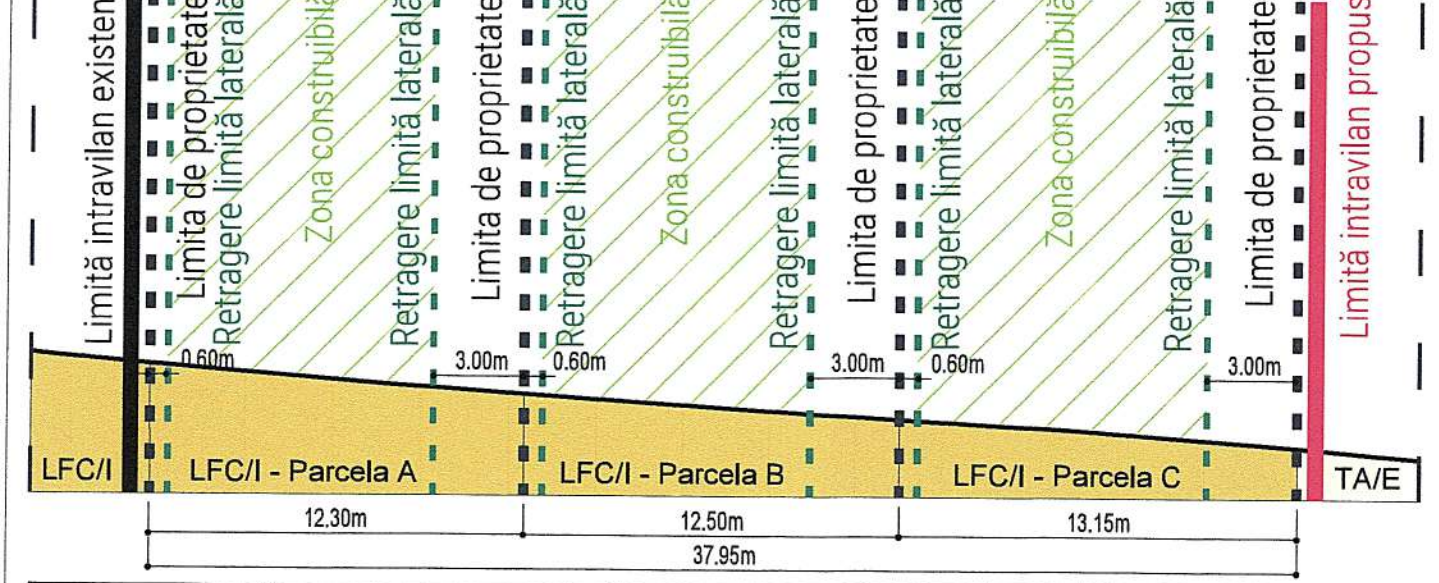 Limită intravilan existen
Limita de proprietate
Retragere limită laterală
Zona construibilă
Retragere limită laterală
Limita de proprietate
Retragere limită laterală
Zona construibilă
Retragere limită laterală
Limita de proprietate
Retragere limită laterală
Zona construibilă
Retragere limită laterală
Limita de proprietate
Limită intravilan propus
0.60m
3.00m
0.60m
3.00m
0.60m
3.00m
LFC/I
LFC/I - Parcela A
LFC/I - Parcela B
LFC/I - Parcela C
TA/E
12.30m
12.50m
13.15m
37.95m